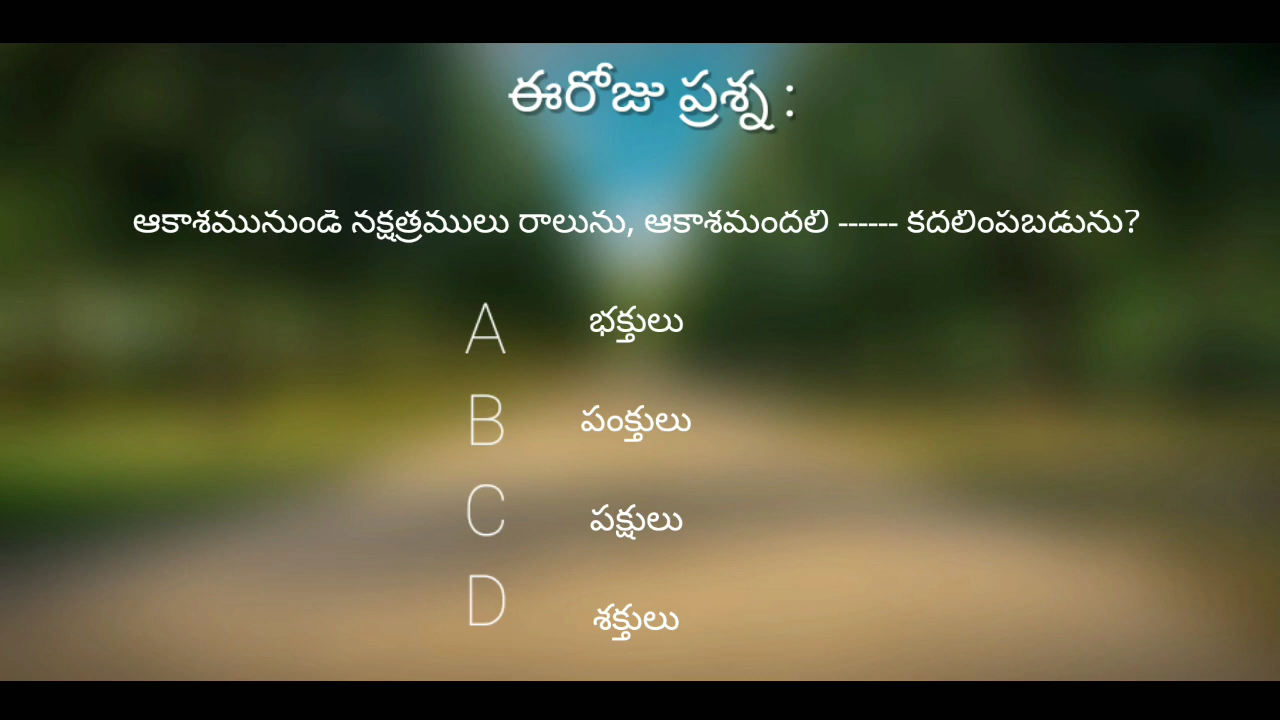 ఈరోజు ప్రశ్న :
ఆకాశమునుండి నక్షత్రములు రాలును, ఆకాశమందలి ------ కదలింపబడును?
A భక్తులు
B పంక్తులు
C పక్షులు
D శక్తులు